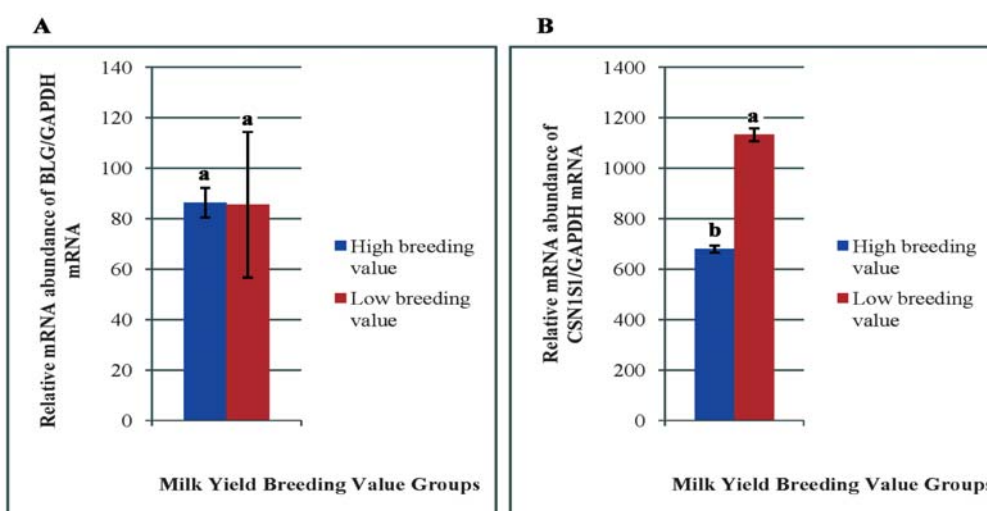 A
Relative mRNA abundance of BLG/GAPDH
mRNA
140
120
100
80
60
40
20
0
a
a
High breeding
value
Low breeding
value
Milk Yield Breeding Value Groups
B
Relative mRNA abundance of
CSN1S1/GAPDH mRNA
1400
1200
1000
800
600
400
200
0
b
a
High breeding
value
Low breeding
value
Milk Yield Breeding Value Groups